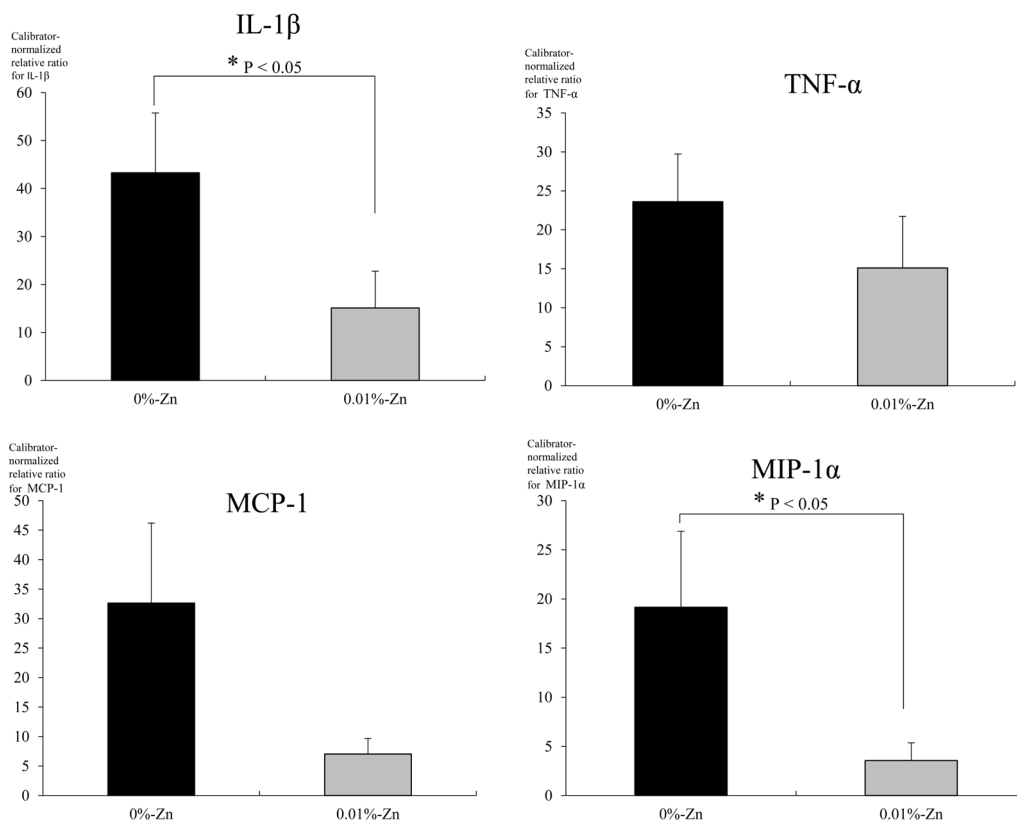 IL-1β
Calibrator-
normalized
relative ratio
for IL-1β
* P < 0.05
60
50
40
30
20
10
0
0%-Zn
0.01%-Zn
TNF-α
Calibrator-
normalized
relative ratio
for TNF-α
35
30
25
20
15
10
5
0
0%-Zn
0.01%-Zn
Calibrator-
normalized
relative ratio
for MCP-1
MCP-1
50
45
40
35
30
25
20
15
10
5
0
0%-Zn
0.01%-Zn
Calibrator-
normalized
relative ratio
for MIP-1α
MIP-1α
* P < 0.05
30
25
20
15
10
5
0
0%-Zn
0.01%-Zn